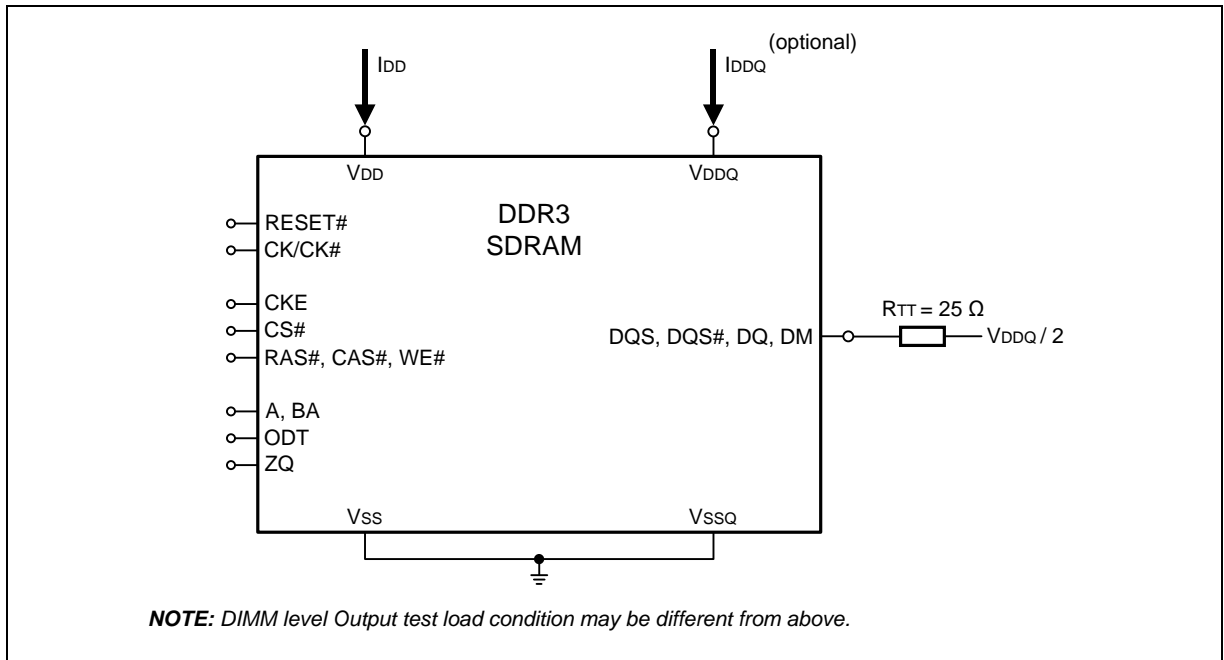 (optional)
IDD
IDDQ
VDD
VDDQ
DDR3
SDRAM
RESET#
CK/CK#
CKE
CS#
RAS#, CAS#, WE#
A, BA
ODT
ZQ
DQS, DQS#, DQ, DM
RTT = 25 Ω
VDDQ / 2
VSS
VSSQ
NOTE: DIMM level Output test load condition may be different from above.